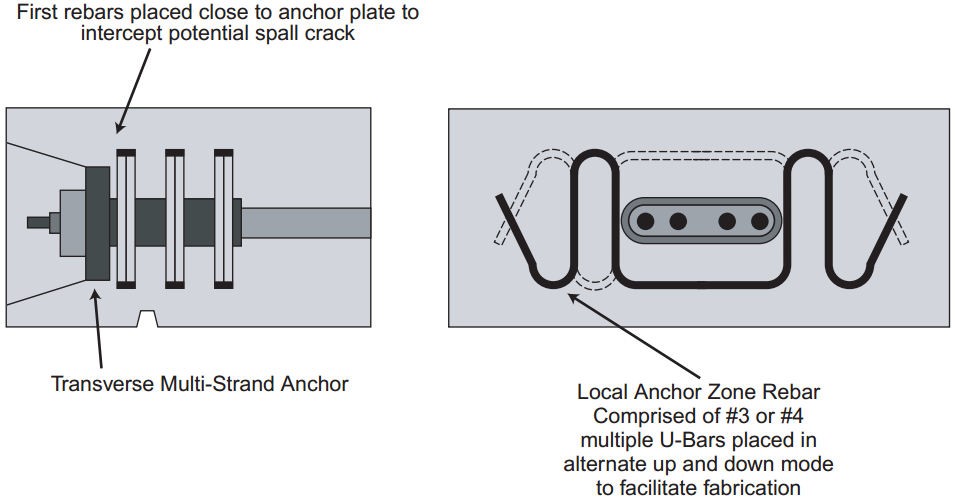 First rebars placed close to anchor plate to
intercept potential spall crack
Transverse Multi-Strand Anchor
Local Anchor Zone Rebar
Comprised of #3 or #4
multiple U-Bars placed in
alternate up and down mode
to facilitate fabrication